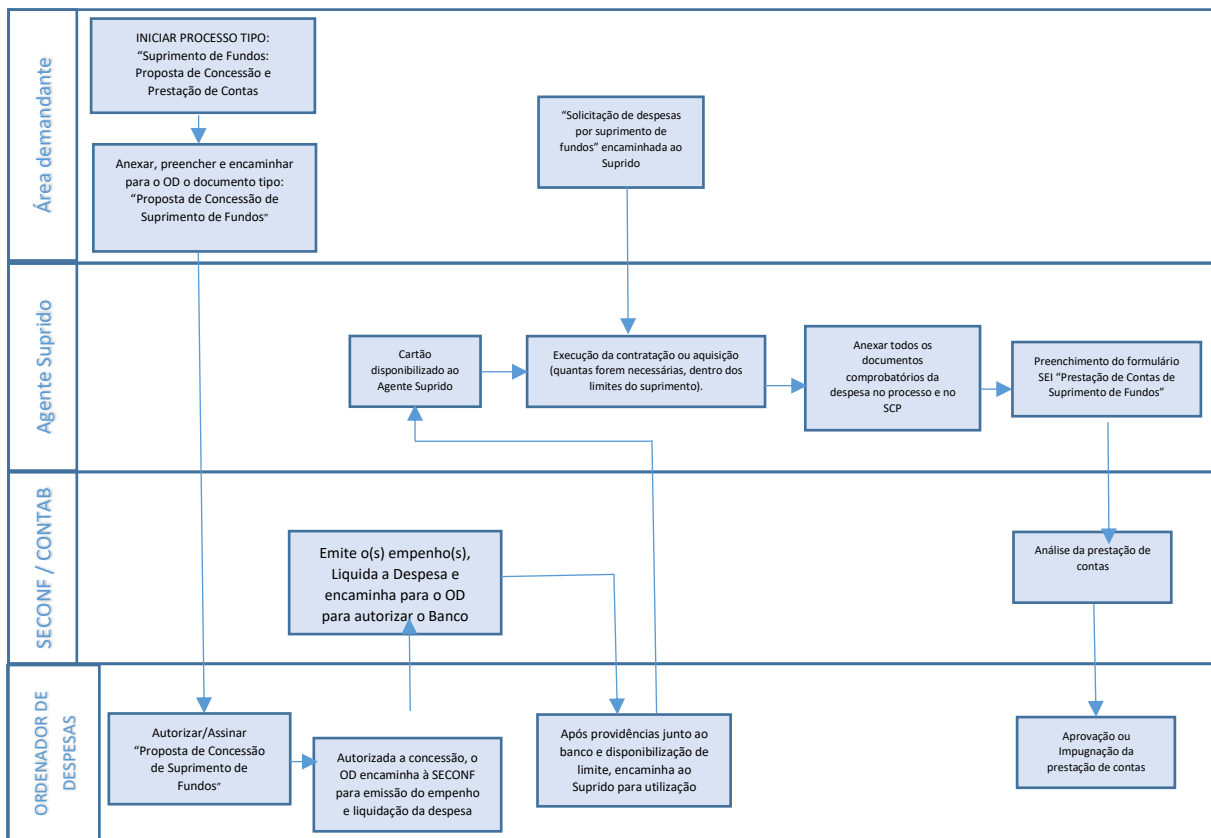 Área demandante
INICIAR PROCESSO TIPO:
“Suprimento de Fundos:
Proposta de Concessão e
Prestação de Contas
Anexar, preencher e encaminhar
para o OD o documento tipo:
“Proposta de Concessão de
Suprimento de Fundos”
“Solicitação de despesas
por suprimento de
fundos” encaminhada ao
Suprido
Agente Suprido
Cartão
disponibilizado ao
Agente Suprido
Execução da contratação ou aquisição
(quantas forem necessárias, dentro dos
limites do suprimento).
Anexar todos os
documentos
comprobatórios da
despesa no processo e no
SCP
Preenchimento do formulário
SEI “Prestação de Contas de
Suprimento de Fundos”
SECONF / CONTAB
Emite o(s) empenho(s),
Liquida a Despesa e
encaminha para o OD
para autorizar o Banco
Análise da prestação de
contas
ORDENADOR DE
DESPESAS
Autorizar/Assinar
“Proposta de Concessão
de Suprimento de
Fundos”
Autorizada a concessão, o
OD encaminha à SECONF
para emissão do empenho
e liquidação da despesa
Após providências junto ao
banco e disponibilização de
limite, encaminha ao
Suprido para utilização
Aprovação ou
Impugnação da
prestação de contas